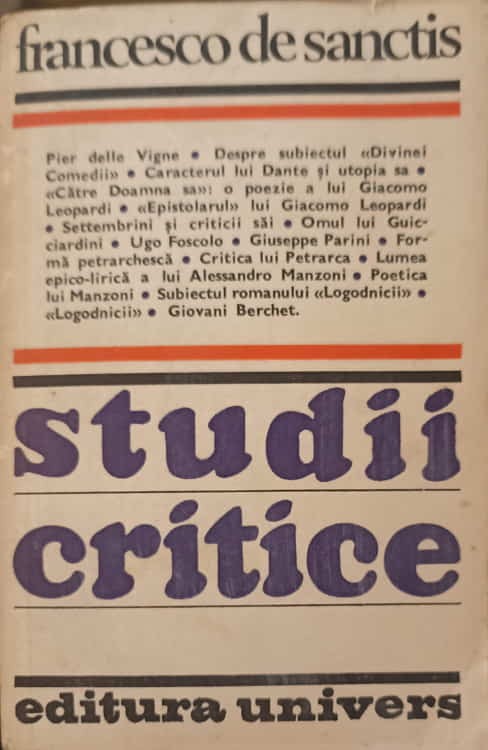 francesco de sanctis
Pier delle Vigne • Despre subiectul «Divinei
Comedii» • Caracterul lui Dante și utopia sa •
«Către Doamna sa»: o poezie a lui Giacomo
Leopardi • «Epistolarul» lui Giacomo Leopardi
• Settembrini și criticii săi • Omul lui Guic-
ciardini • Ugo Foscolo • Giuseppe Parini • For-
mă petrarchescă • Critica lui Petrarca • Lumea
epico-lirică a lui Alessandro Manzoni • Poetica
lui Manzoni • Subiectul romanului «Logodnicii» •
«Logodnicii» • Giovani Berchet.
studii
critice
editura univers